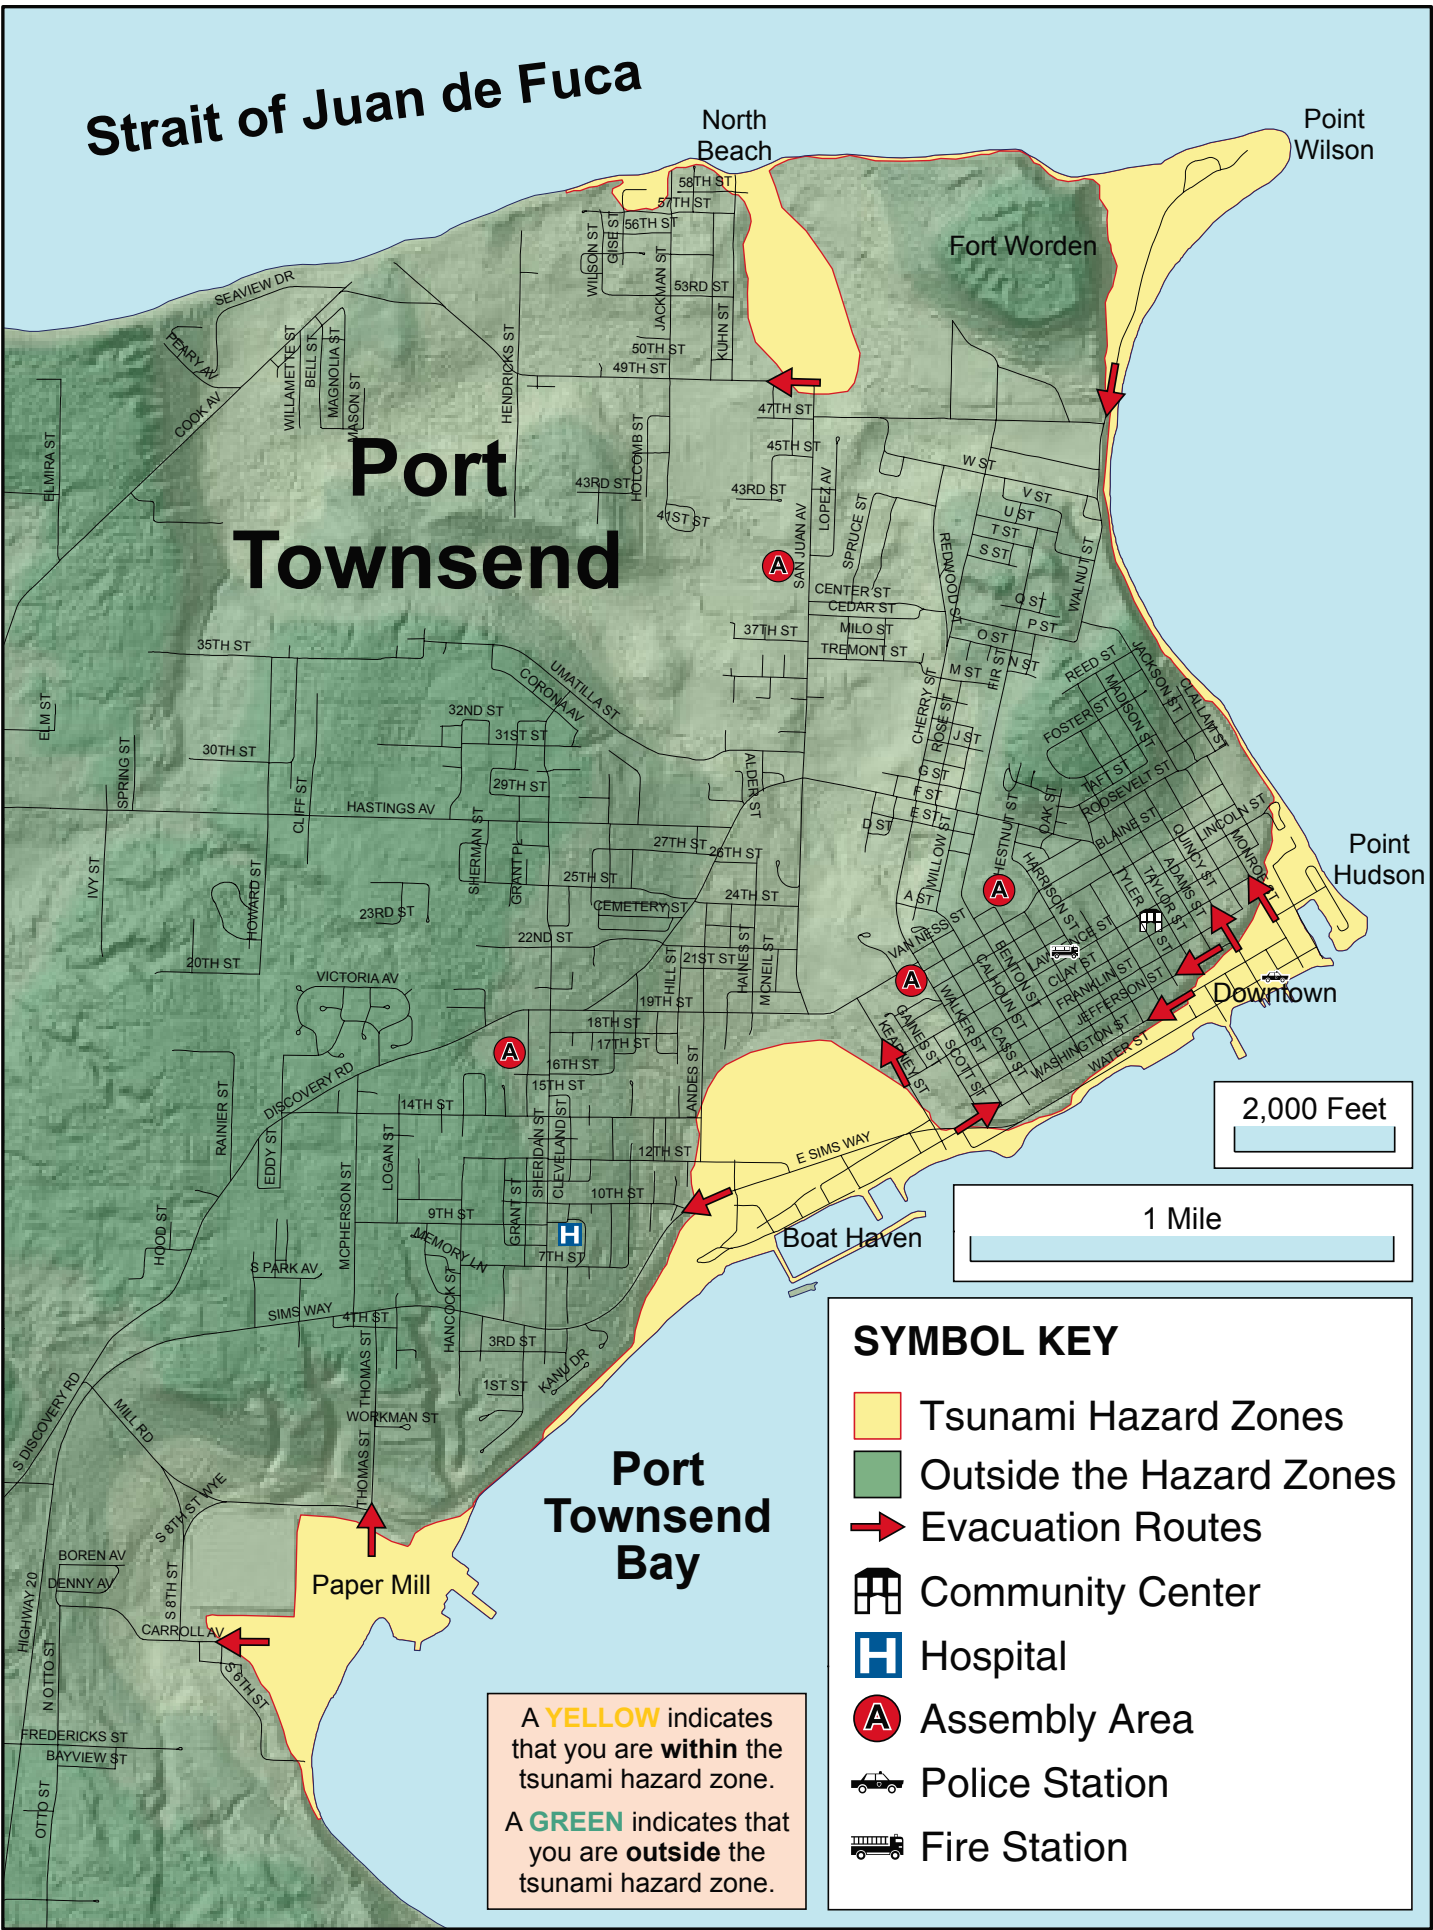 Strait of Juan de Fuca
North
Beach
Point
Wilson
58TH ST
57TH ST
56TH ST
WILSON ST
GISE ST
Fort Worden
JACKMAN ST
53RD ST
SEAVIEW DR
KUHN ST
PEARY AV
WILLAMETTE ST
BELL ST
MAGNOLIA ST
MASON ST
HENDRICKS ST
50TH ST
49TH ST
COOK AV
47TH ST
ELMIRA ST
Port
Townsend
HOLCOMB ST
45TH ST
W ST
43RD ST
43RD ST
LOPEZ AV
V ST
41ST ST
SAN JUAN AV
SPRUCE ST
U ST
T ST
S ST
REDWOOD ST
WALNUT ST
A
CENTER ST
CEDAR ST
Q ST
37TH ST
MILO ST
P ST
35TH ST
TREMONT ST
O ST
N ST
UMATILLA ST
CORONA AV
M ST
FIR ST
REED ST
JACKSON ST
CLALLAM ST
MADISON ST
ELM ST
32ND ST
CHERRY ST
ROSE ST
FOSTER ST
31ST ST
J ST
SPRING ST
30TH ST
29TH ST
ALDER ST
G ST
TAFT ST
F ST
ROOSEVELT ST
CLIFF ST
HASTINGS AV
E ST
D ST
CHESTNUT ST
OAK ST
BLAINE ST
LINCOLN ST
QUINCY ST
MONROE ST
27TH ST
26TH ST
SHERMAN ST
GRANT PL
WILLOW ST
HARRISON ST
TYLER ST
TAYLOR ST
ADAMS ST
Point
Hudson
IVY ST
25TH ST
24TH ST
A ST
A
HOWARD ST
23RD ST
CEMETERY ST
VAN NESS ST
22ND ST
LAWRENCE ST
20TH ST
21ST ST
HILL ST
HAINES ST
MCNEIL ST
BENTON ST
CALHOUN ST
CLAY ST
FRANKLIN ST
JEFFERSON ST
VICTORIA AV
A
WALKER ST
Downtown
19TH ST
GAINES ST
KEARNEY ST
CASS ST
SCOTT ST
WASHINGTON ST
WATER ST
18TH ST
17TH ST
A
16TH ST
15TH ST
DISCOVERY RD
LANDES ST
14TH ST
RAINIER ST
EDDY ST
LOGAN ST
SHERIDAN ST
CLEVELAND ST
12TH ST
E SIMS WAY
MCPHERSON ST
10TH ST
GRANT ST
9TH ST
2,000 Feet
1 Mile
HOOD ST
MEMORY LN
H
7TH ST
Boat Haven
S PARK AV
SIMS WAY
4TH ST
HANCOCK ST
3RD ST
THOMAS ST
KANU DR
1ST ST
S DISCOVERY RD
MILL RD
WORKMAN ST
THOMAS ST
S 8TH ST WYE
Port
Townsend
Bay
BOREN AV
DENNY AV
S 8TH ST
Paper Mill
HIGHWAY 20
CARROLL AV
N OTTO ST
S 6TH ST
FREDERICKS ST
BAYVIEW ST
OTTO ST
A YELLOW indicates
that you are within the
tsunami hazard zone.
A GREEN indicates that
you are outside the
tsunami hazard zone.
SYMBOL KEY
Tsunami Hazard Zones
Outside the Hazard Zones
Evacuation Routes
Community Center
H Hospital
A Assembly Area
Police Station
Fire Station